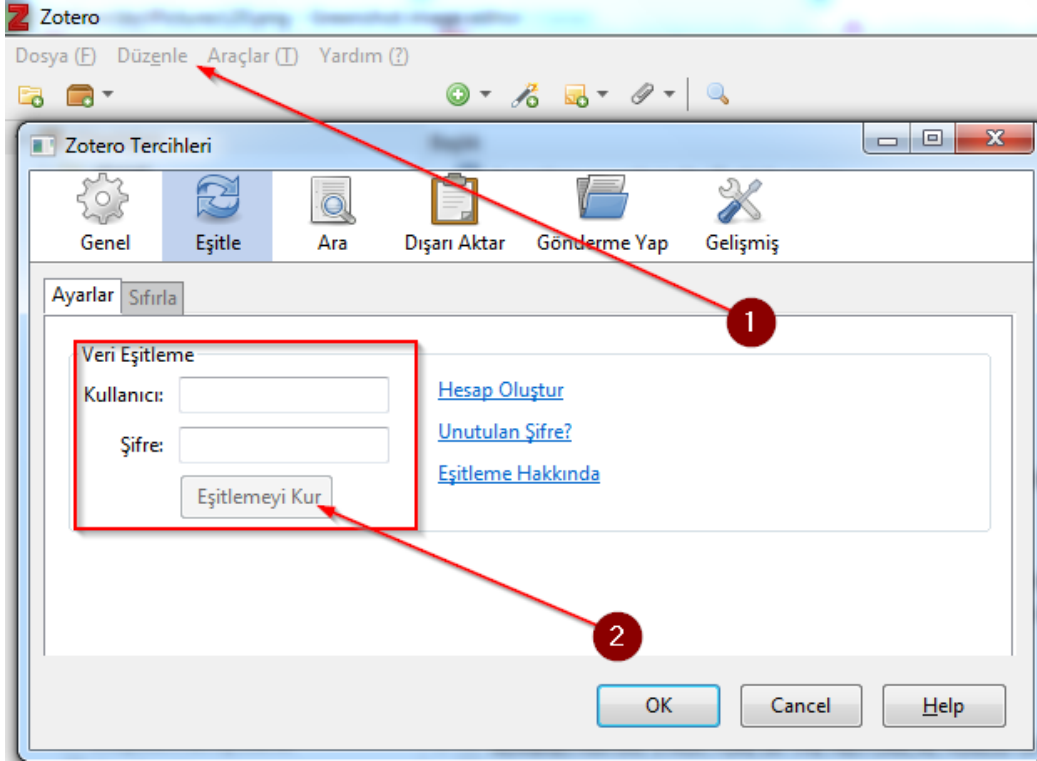 Zotero
Dosya (F) Düzenle Araçlar (T) Yardım (?)
Zotero Tercihleri
Genel Eşitle Ara Dışarı Aktar Gönderme Yap Gelişmiş
Ayarlar Sıfırla
1
Veri Eşitleme
Kullanıcı: Hesap Oluştur
Şifre: Unutulan Şifre?
Eşitleme Hakkında
Eşitlemeyi Kur
2
OK Cancel Help